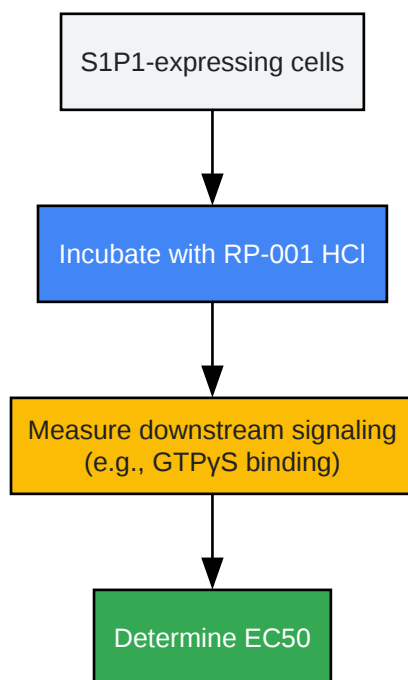 S1P1-expressing cells
Incubate with RP-001 HCl
Measure downstream signaling
(e.g., GTPγS binding)
Determine EC50